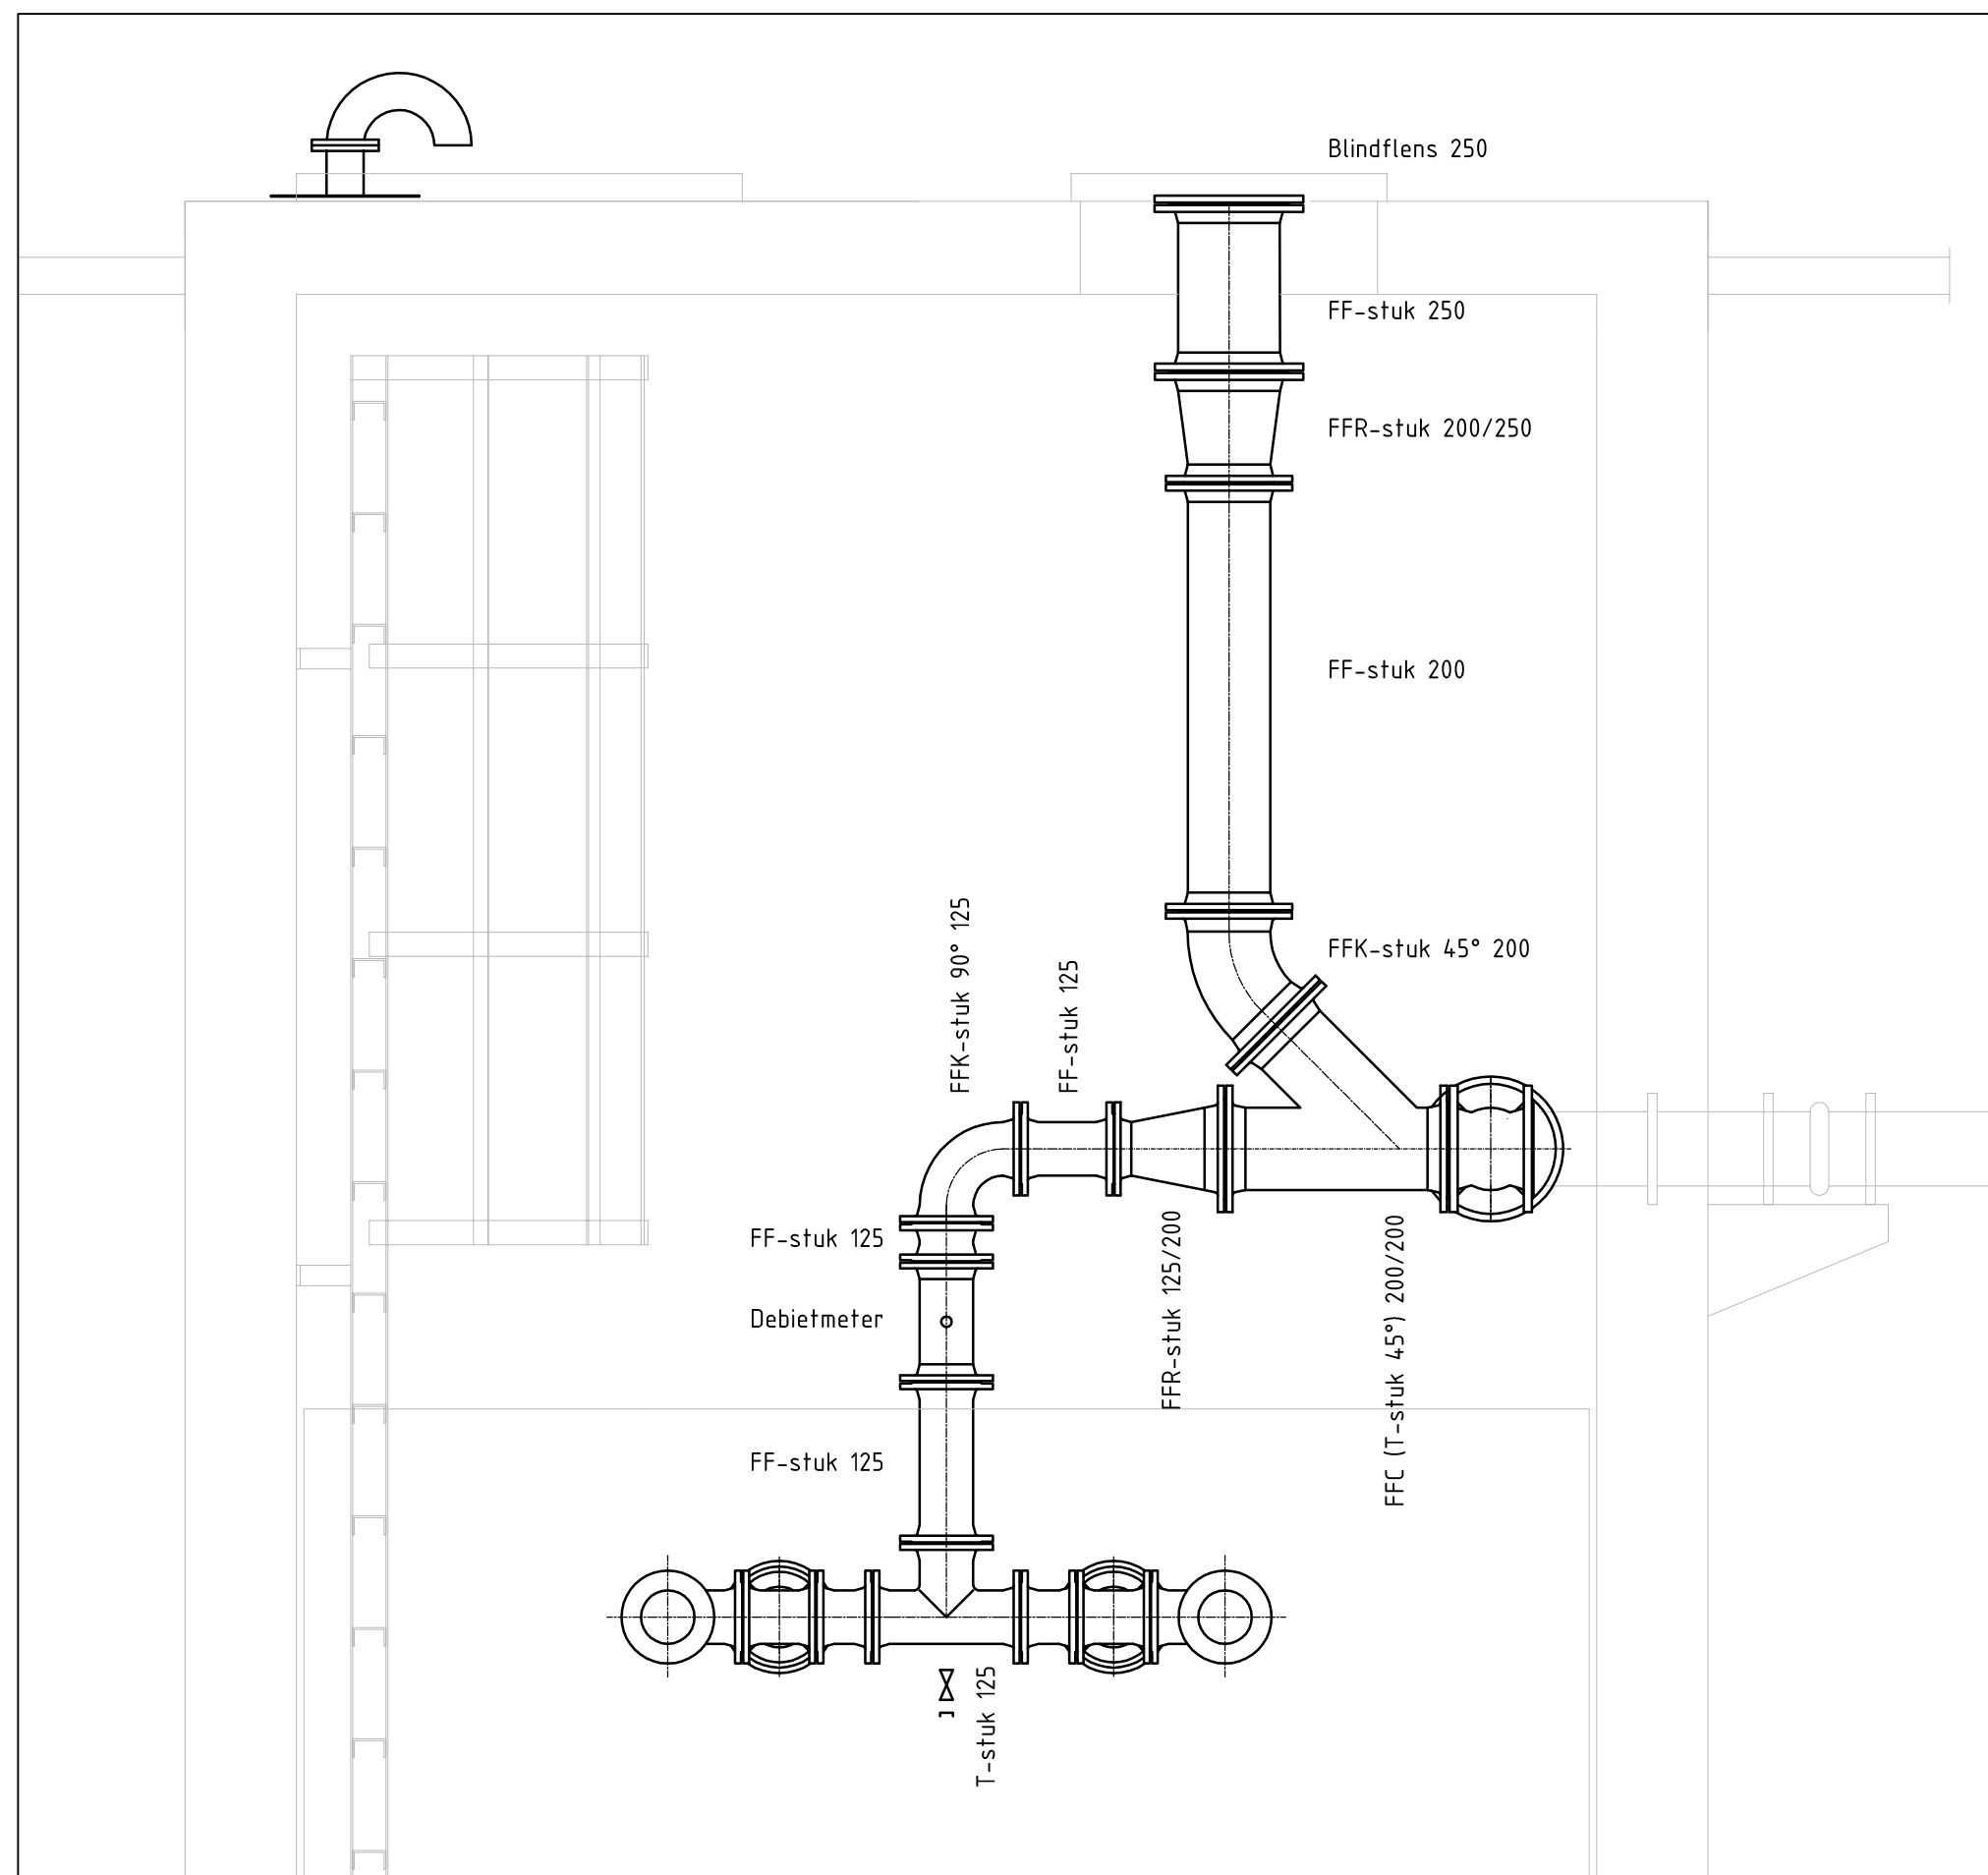 Blindflens 250
FF-stuk 250
FFR-stuk 200/250
FF-stuk 200
FFK-stuk 45° 200
FFK-stuk 90° 125
FF-stuk 125
FF-stuk 125
Debietmeter
FFR-stuk 125/200
FFC (T-stuk 45°) 200/200
FF-stuk 125
T-stuk 125